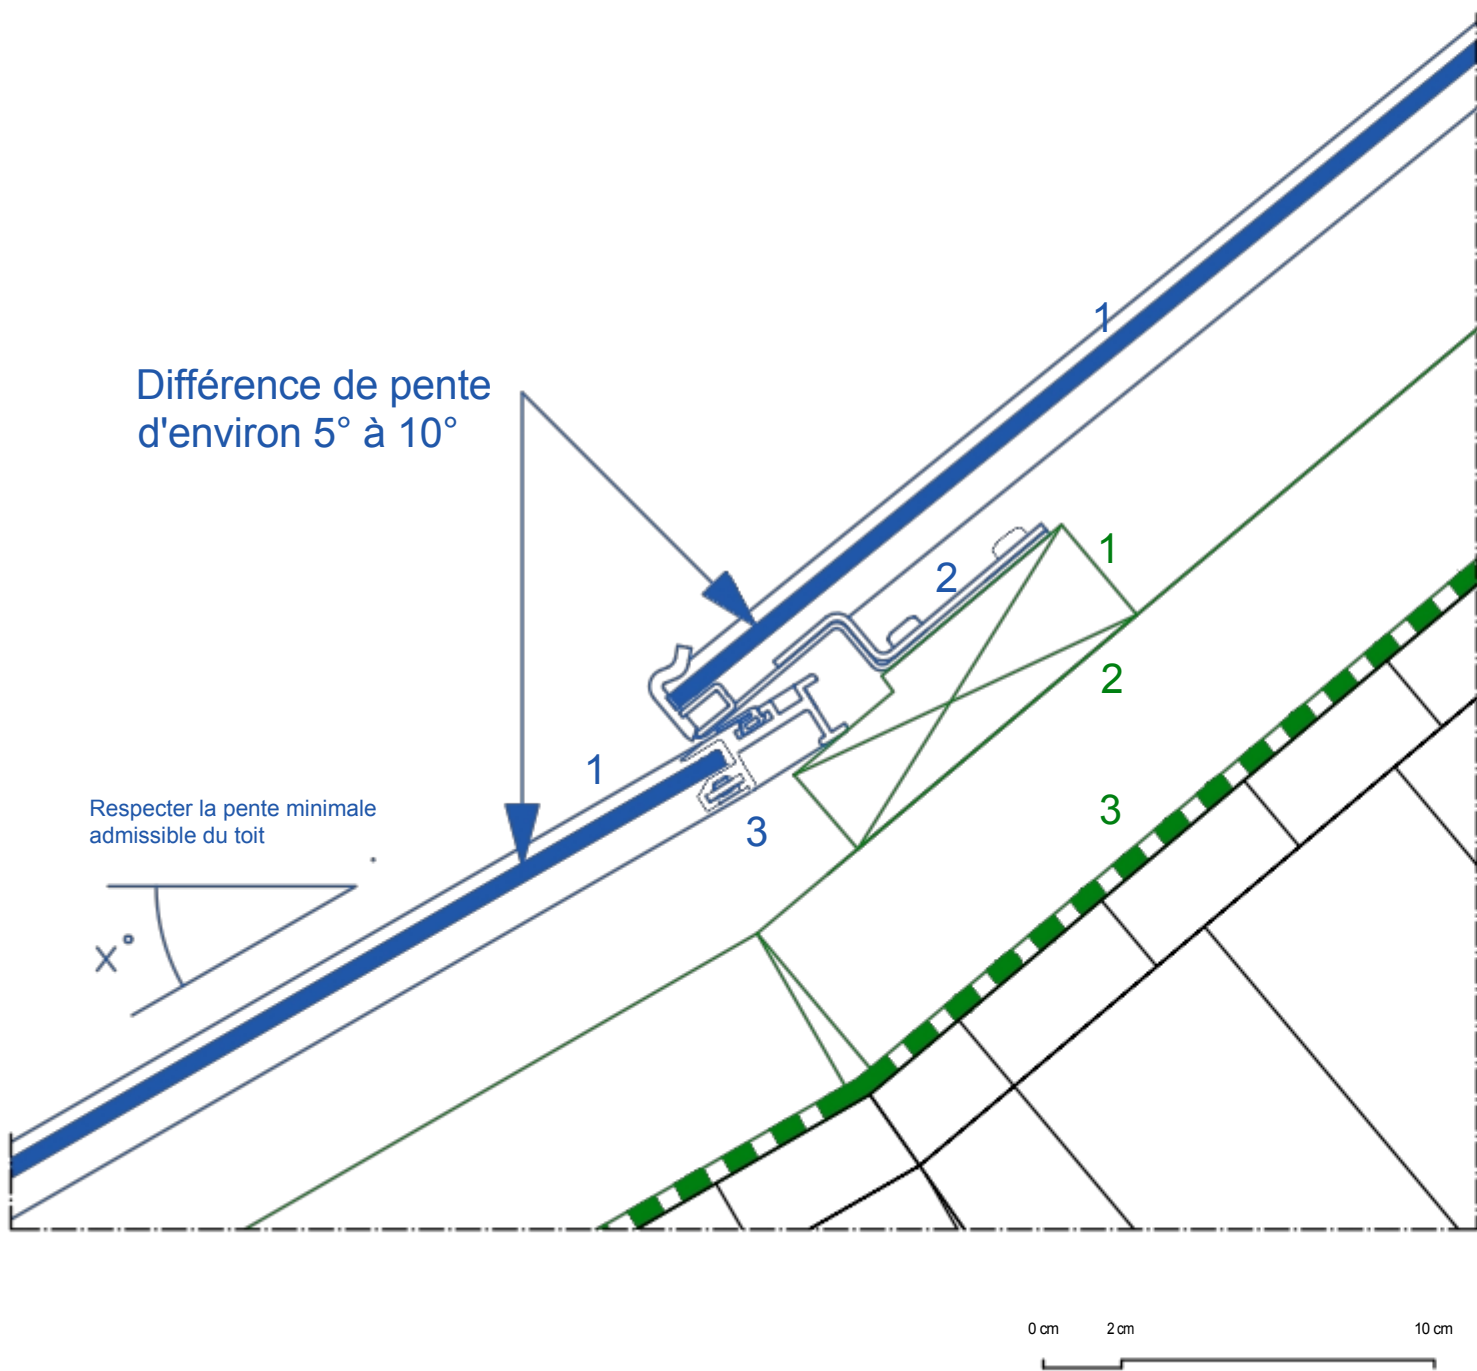 1
Différence de pente
d'environ 5° à 10°
1
2
2
1
3
Respecter la pente minimale
admissible du toit
3
X°
0 cm 2 cm 10 cm